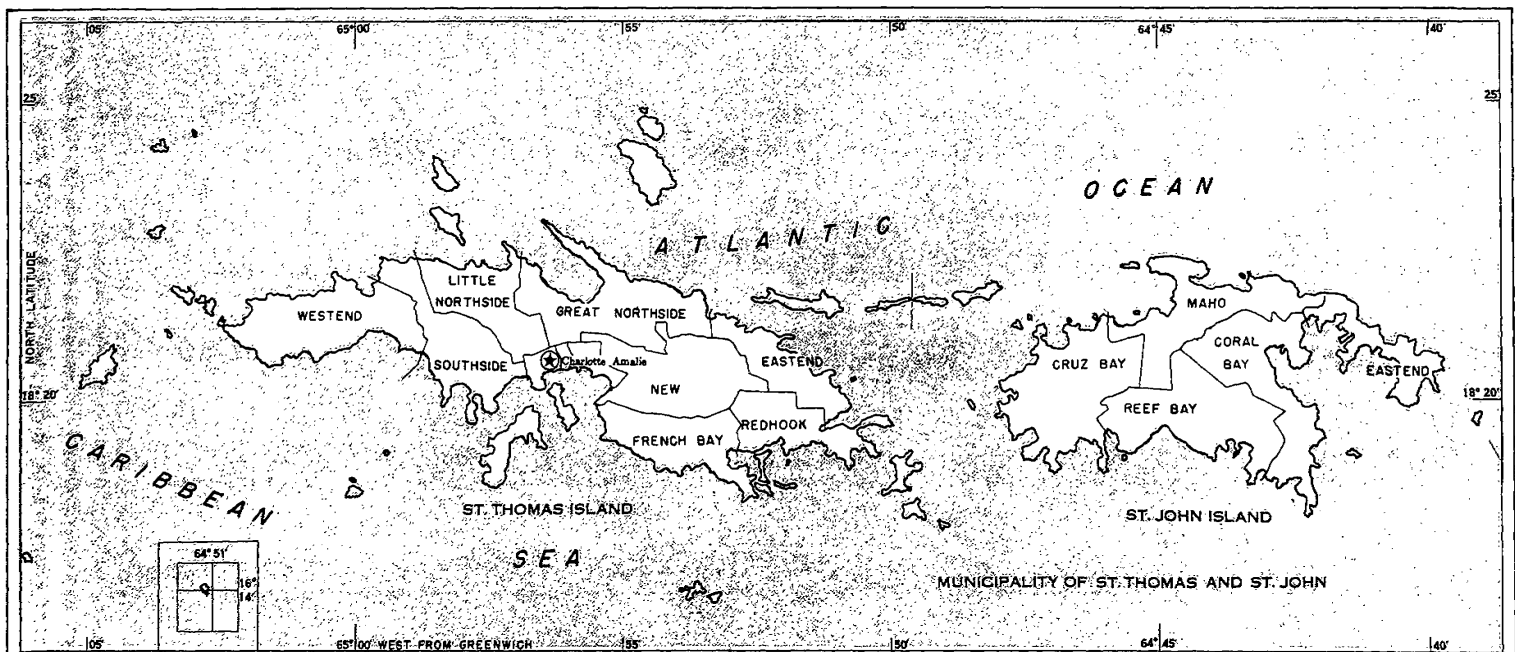 05' 65° 00' 55' 50' 64° 45' 40'
25' 25'
OCEAN
ATLANTIC
NORTH LATITUDE
LITTLE
NORTHSIDE
MAHO
WESTEND
GREAT NORTHSIDE
CORAL
BAY
Charlotte Amalie
EASTEND
CRUZ BAY
SOUTHSIDE
EASTEND
NEW
18° 20' 18° 20'
REEF BAY
REDHOOK
FRENCH BAY
CARIBBEAN
ST. THOMAS ISLAND
ST. JOHN ISLAND
SEA
64° 51'
16°
14'
MUNICIPALITY OF ST. THOMAS AND ST. JOHN
05' 65° 00' WEST FROM GREENWICH 55' 50' 64° 45' 40'